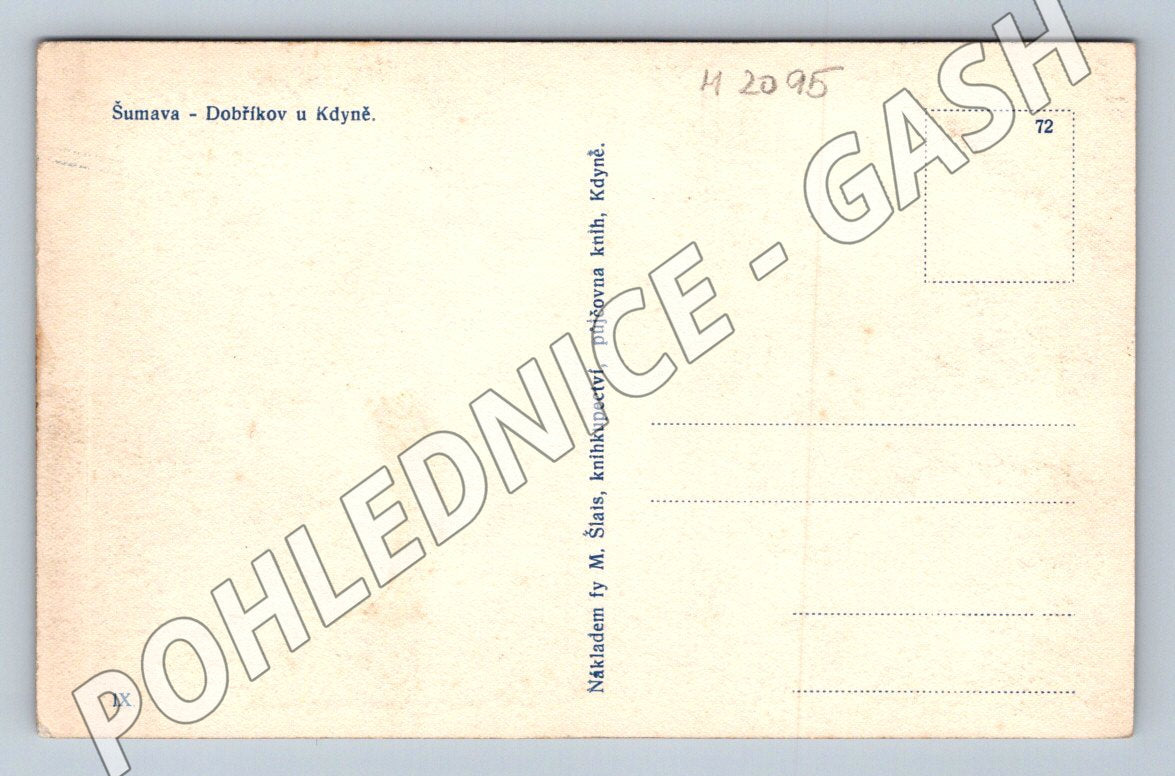 H 2095
Šumava - Dobříkov u Kdyně.
72
Nákladem fy M. Šlais, knihkupectví, půjčovna knih, Kdyně.
IX
POHLEDNICE - GASH